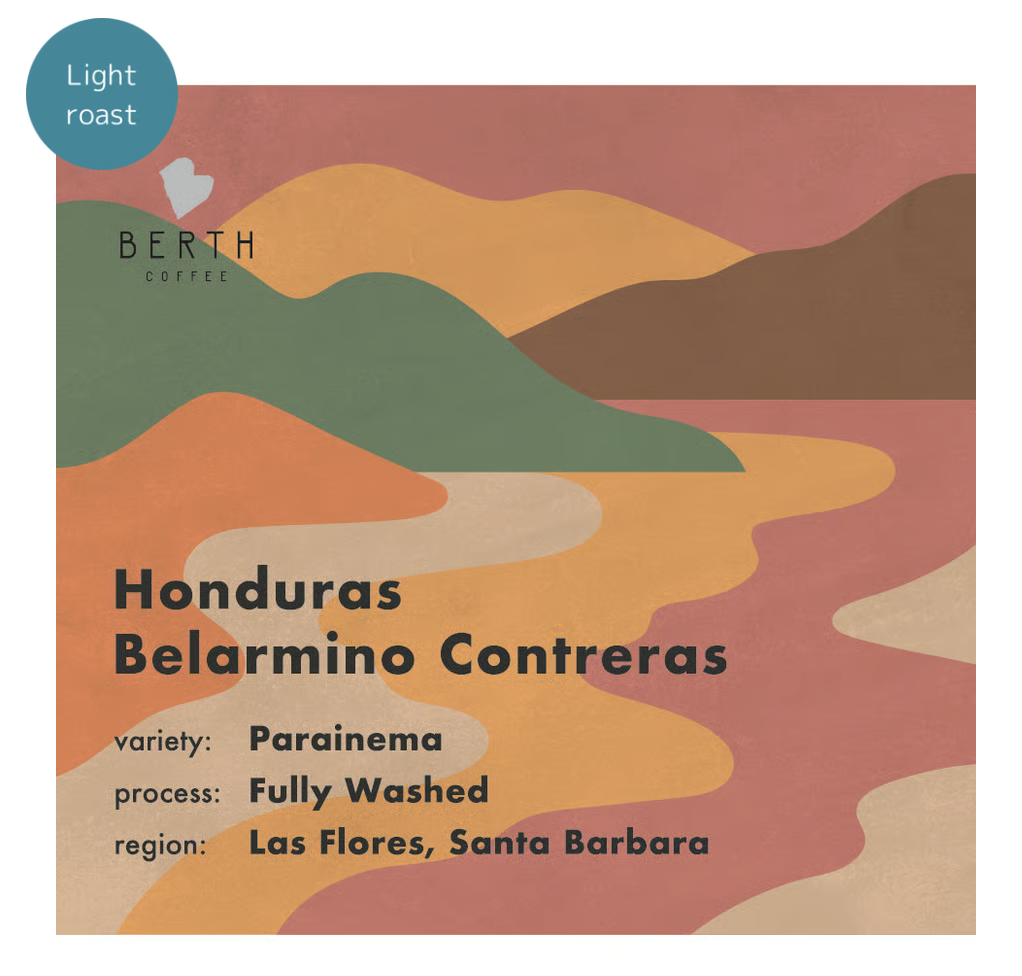 Light
roast
BERTH
COFFEE
Honduras
Belarmino Contreras
variety: Parainema
process: Fully Washed
region: Las Flores, Santa Barbara